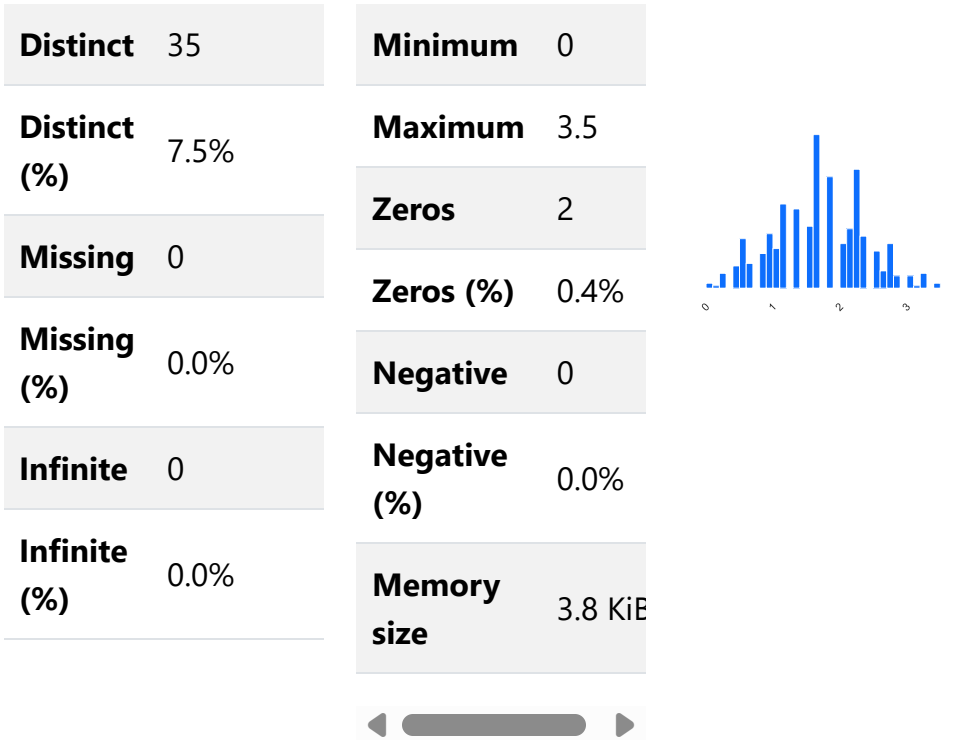 Distinct 35
Distinct
(%) 7.5%
Missing 0
Missing
(%) 0.0%
Infinite 0
Infinite
(%) 0.0%
Minimum 0
Maximum 3.5
Zeros 2
Zeros (%) 0.4%
Negative 0
Negative
(%) 0.0%
Memory
size 3.8 KiB
0 1 2 3